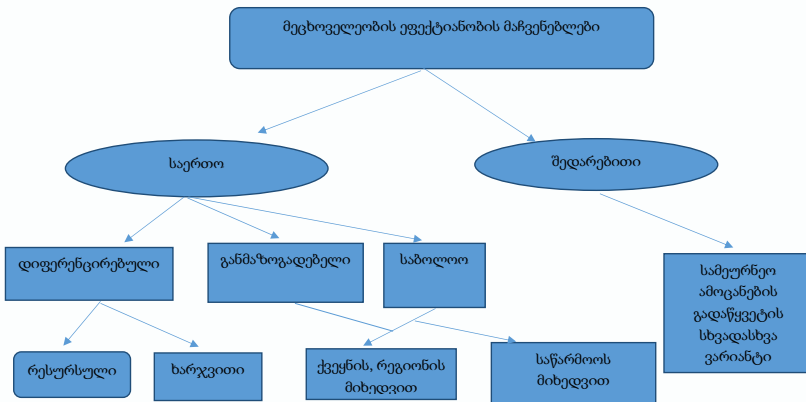 მეცხოველეობის ეფექტიანობის მაჩვენებლები
საერთო
შედარებითი
დიფერენცირებული
განმაზოგადებელი
საბოლოო
სამეურნეო
ამოცანების
გადაწყვეტის
სხვადასხვა
ვარიანტი
რესურსული
ხარჯვითი
ქვეყნის, რეგიონის
მიხედვით
საწარმოოს
მიხედვით